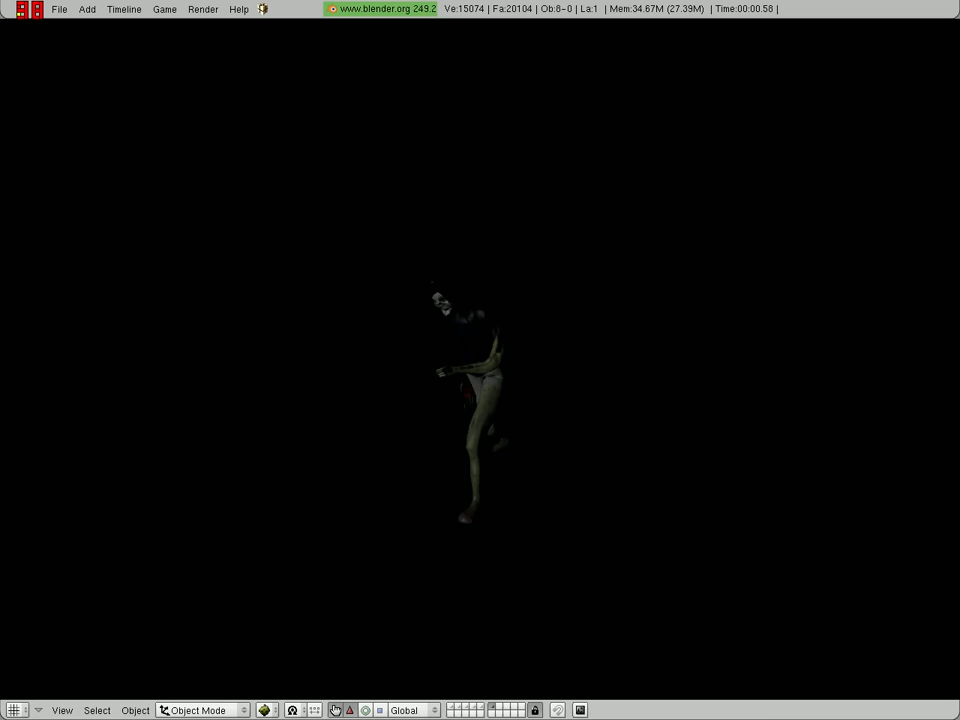 File Add Timeline Game Render Help www.blender.org 249.2 Ve:15074 | Fa:20104 | Ob:8-0 | La:1 | Mem:34.67M (27.39M) | Time:00:00.58 |
View Select Object Object Mode Global